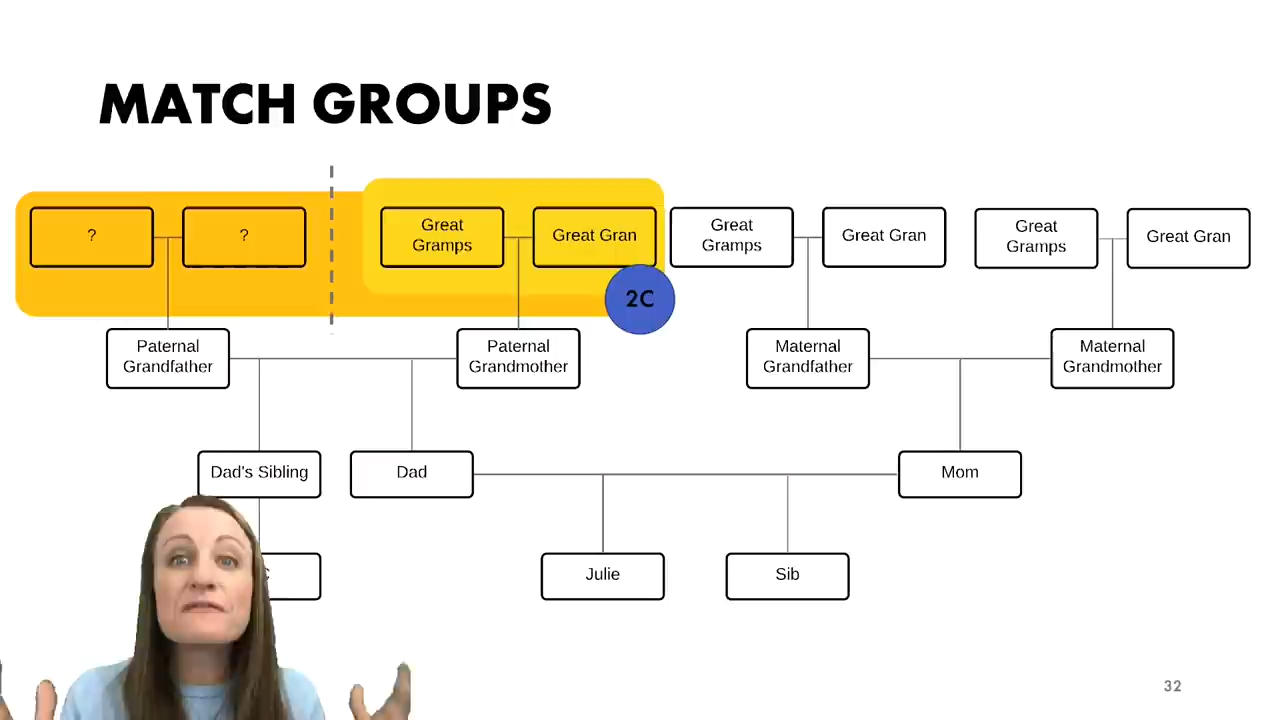 MATCH GROUPS
?
?
Great
Gramps
Great Gran
Great
Gramps
Great Gran
Great
Gramps
Great Gran
2C
Paternal
Grandfather
Paternal
Grandmother
Maternal
Grandfather
Maternal
Grandmother
Dad's Sibling
Dad
Mom
Julie
Sib
32